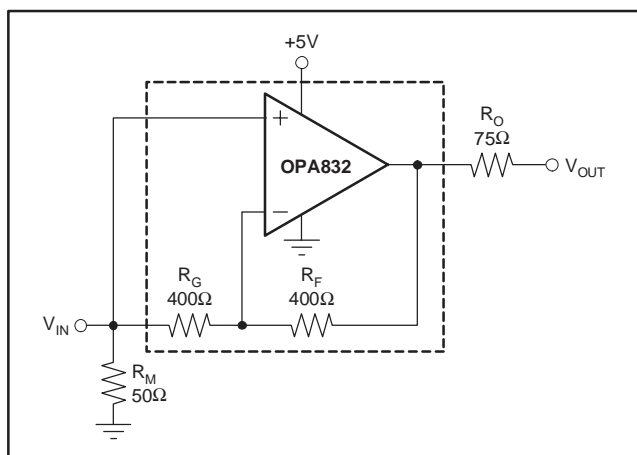 +5V
+
OPA832
−
R_O
75Ω
V_OUT
R_G
400Ω
R_F
400Ω
V_IN
R_M
50Ω